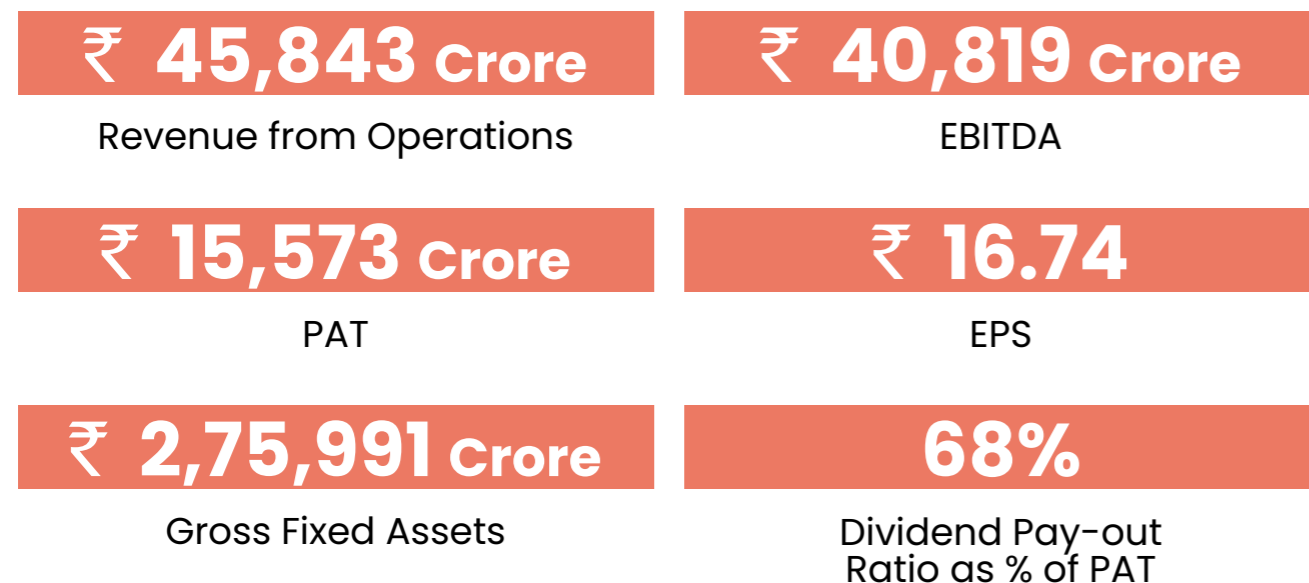 ₹ 45,843 Crore
Revenue from Operations
₹ 40,819 Crore
EBITDA
₹ 15,573 Crore
PAT
₹ 16.74
EPS
₹ 2,75,991 Crore
Gross Fixed Assets
68%
Dividend Pay-out
Ratio as % of PAT